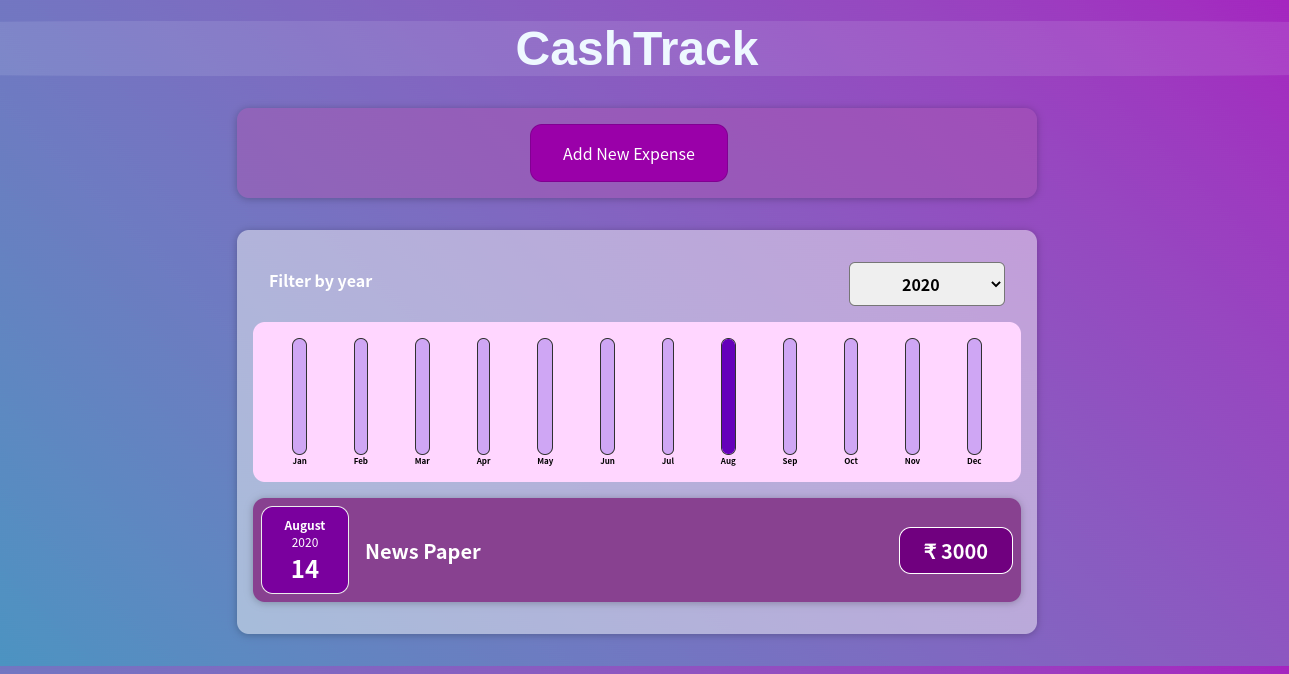 CashTrack
Add New Expense
Filter by year
2020
Jan Feb Mar Apr May Jun Jul Aug Sep Oct Nov Dec
August
2020
14
News Paper
₹ 3000